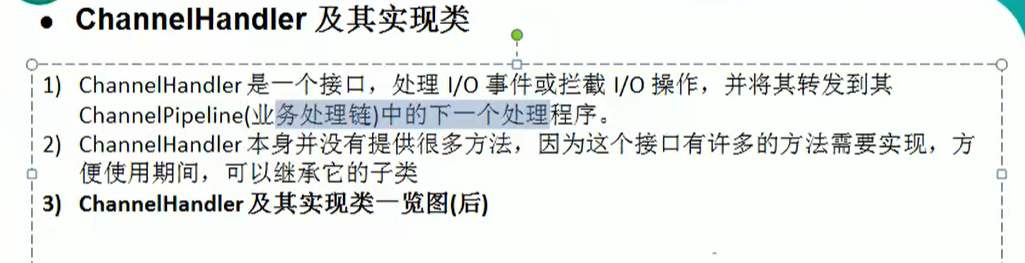 ● ChannelHandler 及其实现类
1) ChannelHandler 是一个接口，处理 I/O 事件或拦截 I/O 操作，并将其转发到其
ChannelPipeline(业务处理链)中的下一个处理程序。
2) ChannelHandler 本身并没有提供很多方法，因为这个接口有许多的方法需要实现，方
便使用期间，可以继承它的子类
3) ChannelHandler 及其实现类一览图(后)